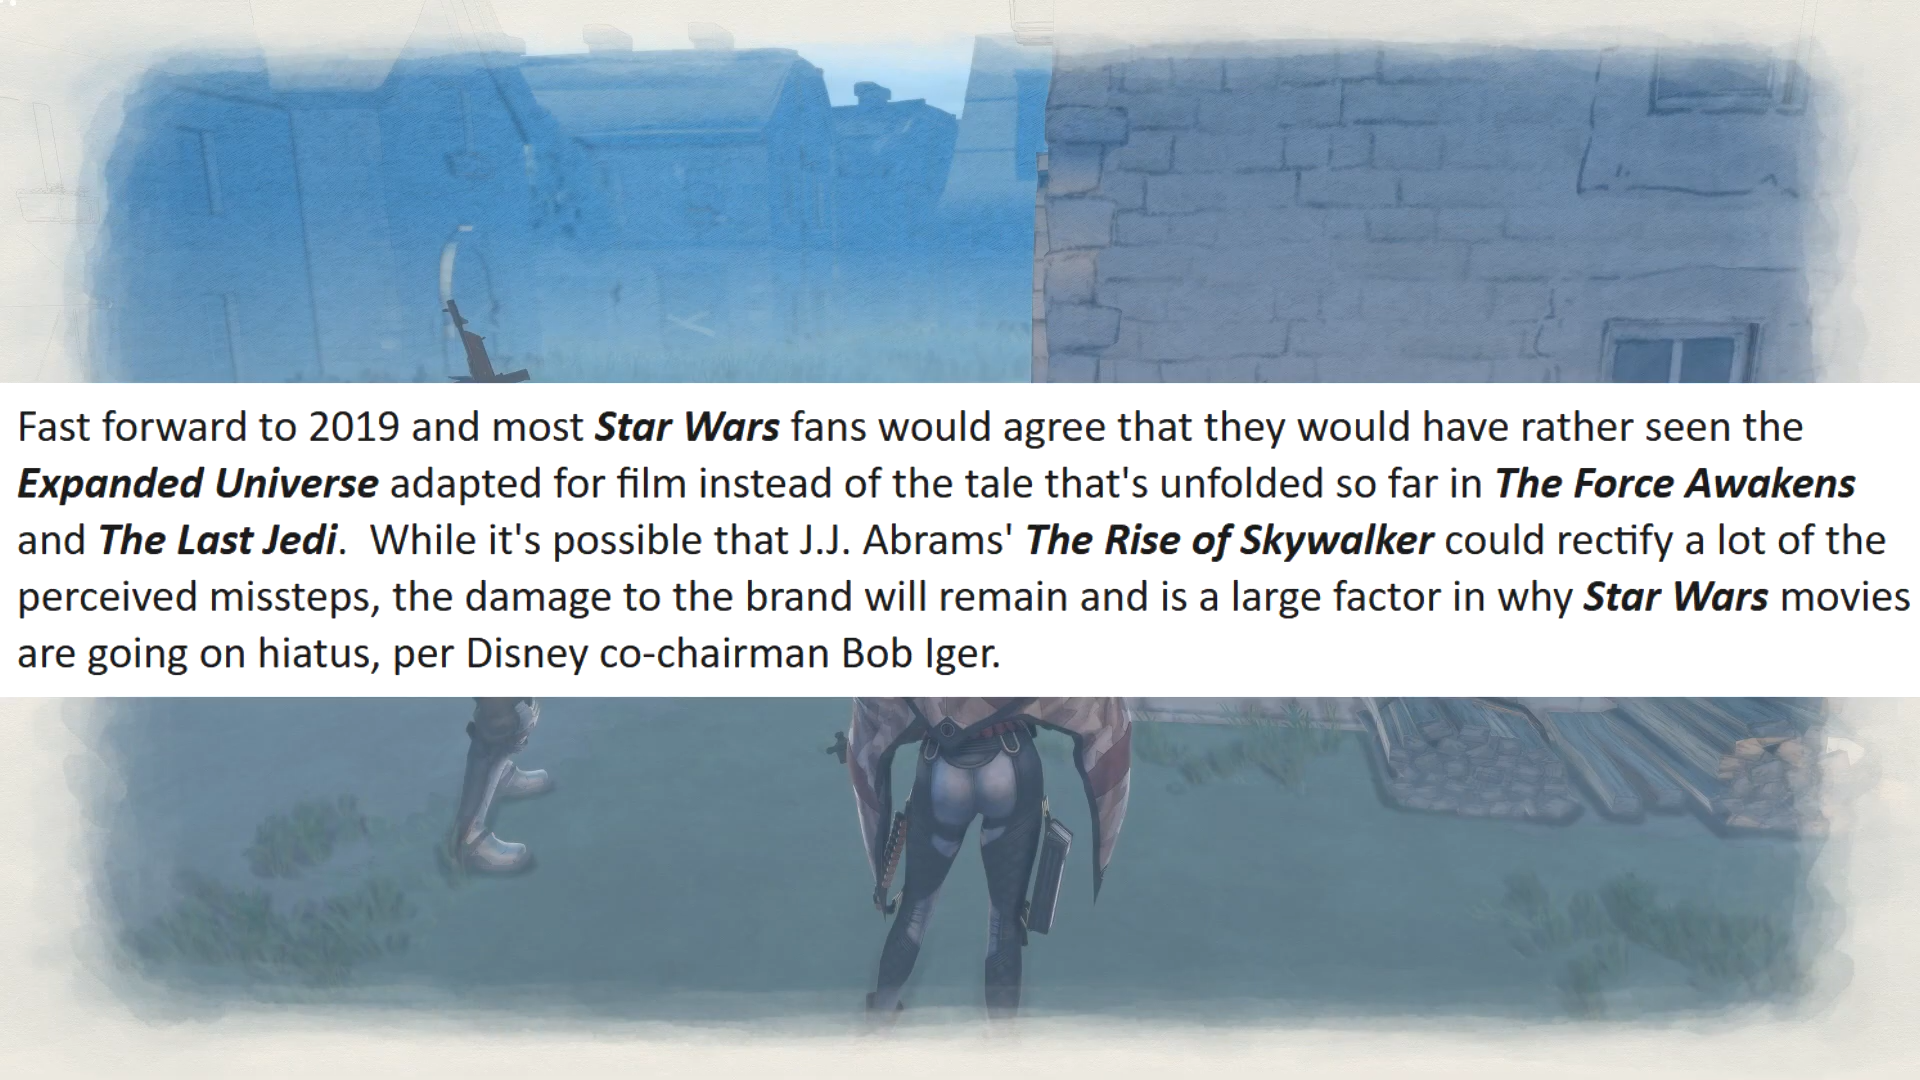 Fast forward to 2019 and most Star Wars fans would agree that they would have rather seen the
Expanded Universe adapted for film instead of the tale that's unfolded so far in The Force Awakens
and The Last Jedi.  While it's possible that J.J. Abrams' The Rise of Skywalker could rectify a lot of the
perceived missteps, the damage to the brand will remain and is a large factor in why Star Wars movies
are going on hiatus, per Disney co-chairman Bob Iger.